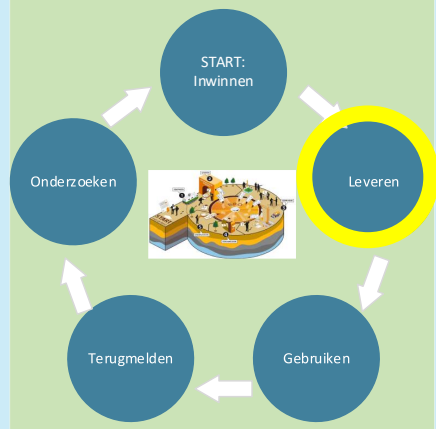 START:
Inwinnen
Leveren
Gebruiken
Terugmelden
Onderzoeken